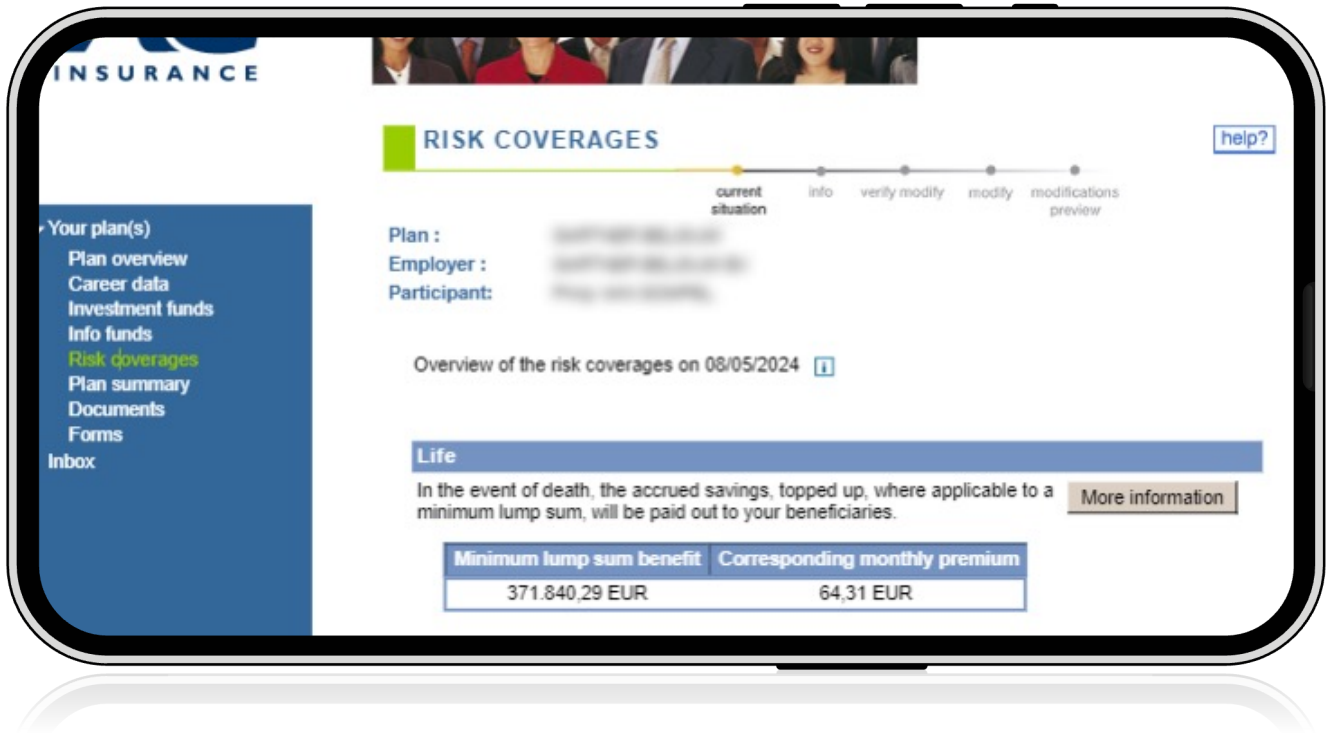 INSURANCE
RISK COVERAGES
help?
current situation
info
verify modify
modify
modifications preview
Your plan(s)
Plan overview
Career data
Investment funds
Info funds
Risk coverages
Plan summary
Documents
Forms
Inbox
Plan :
Employer :
Participant:
Overview of the risk coverages on 08/05/2024 i
Life
In the event of death, the accrued savings, topped up, where applicable to a
minimum lump sum, will be paid out to your beneficiaries.
More information
Minimum lump sum benefit Corresponding monthly premium
371.840,29 EUR 64,31 EUR